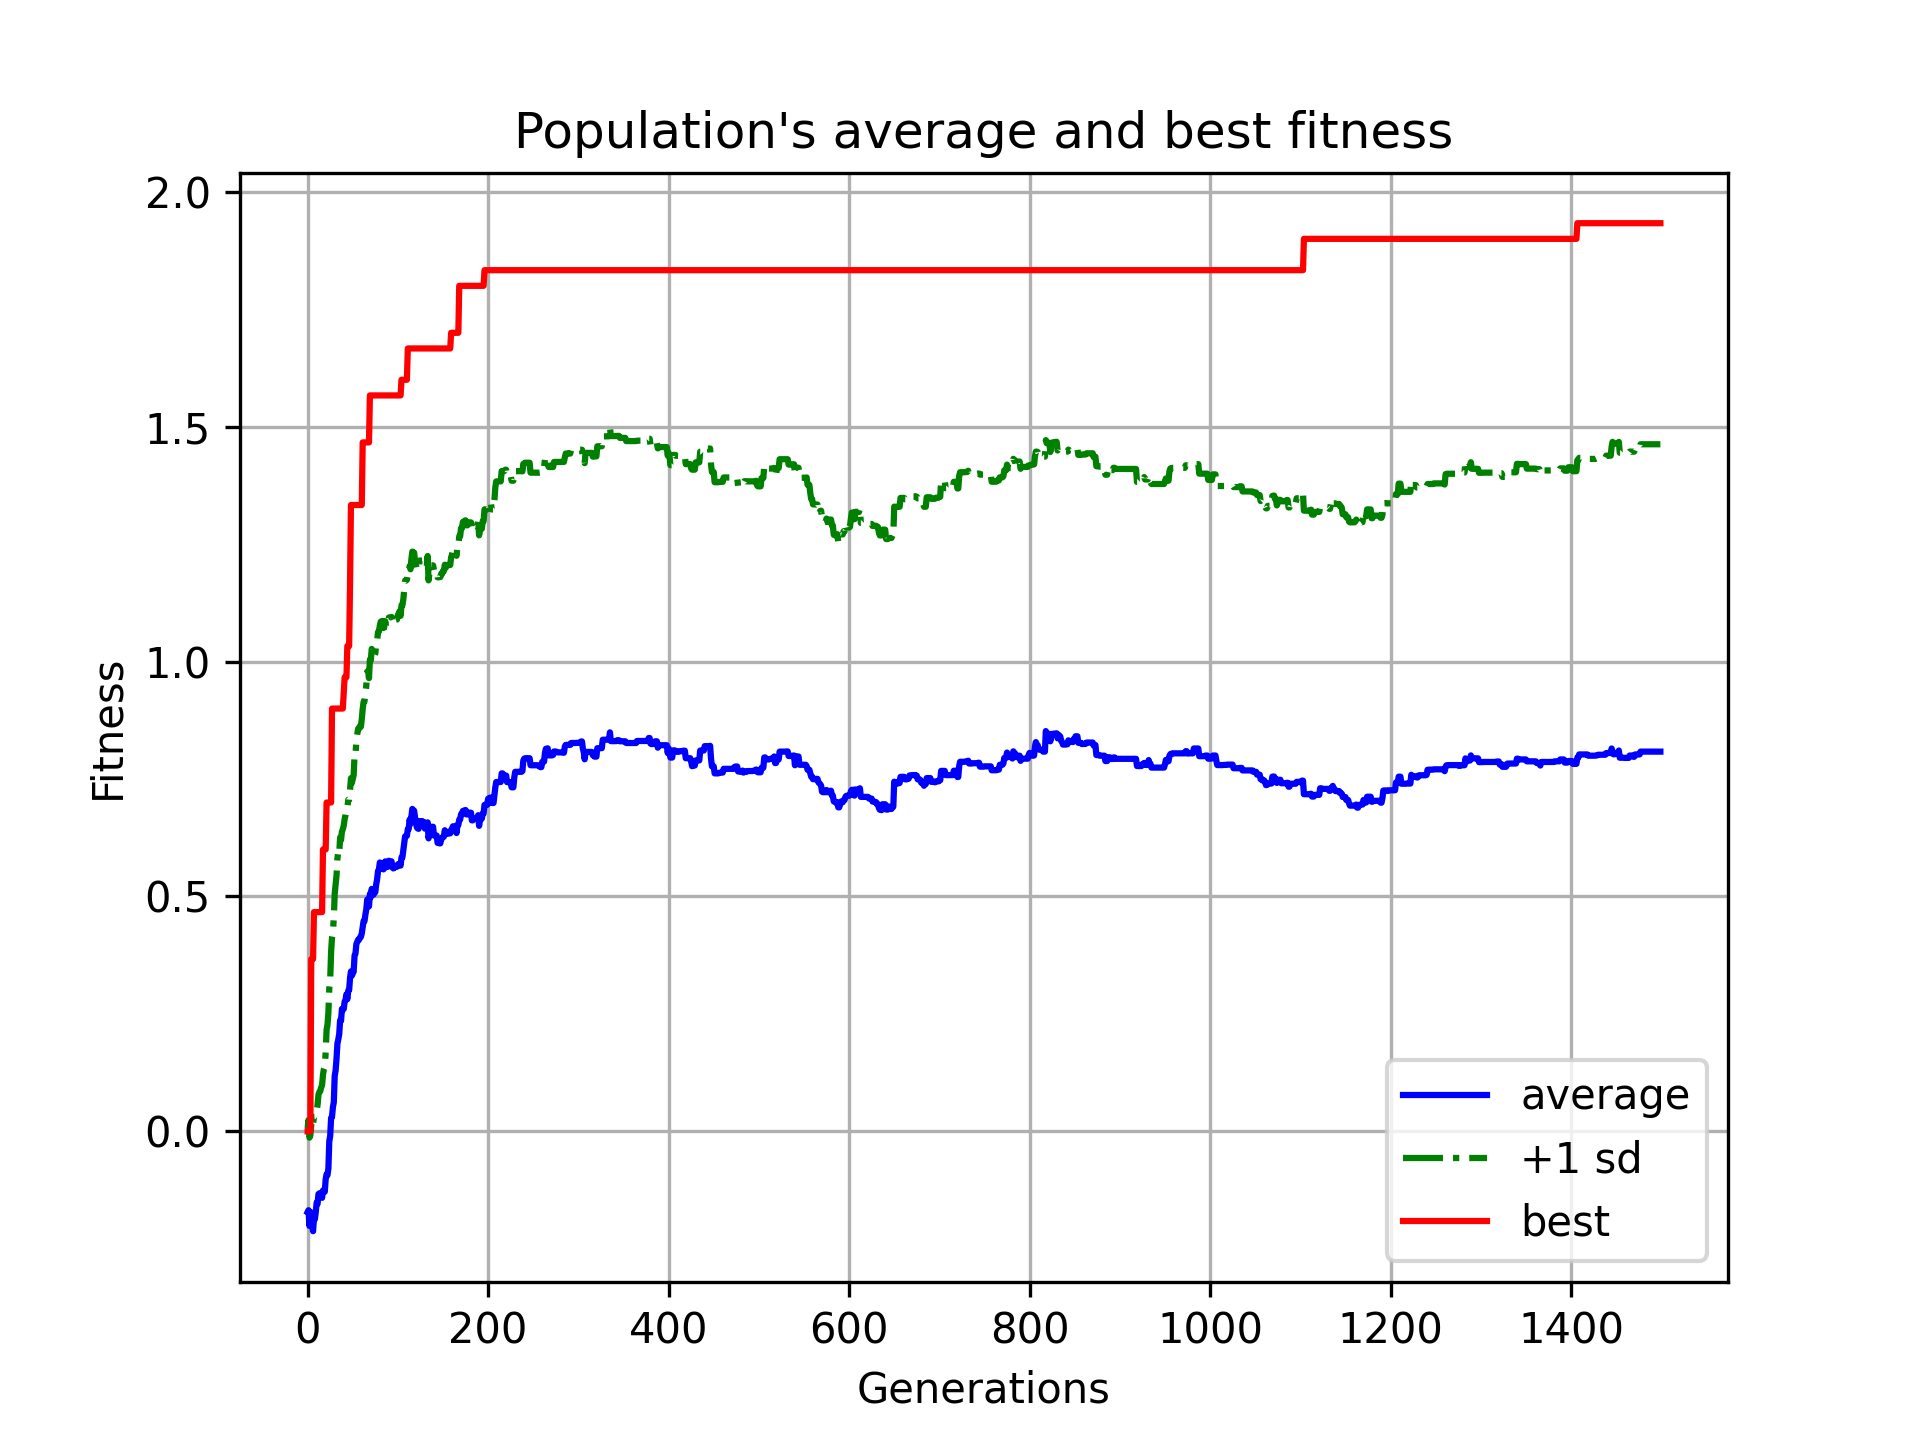 Population's average and best fitness
2.0
1.5
1.0
0.5
0.0
Fitness
average
+1 sd
best
0 200 400 600 800 1000 1200 1400
Generations